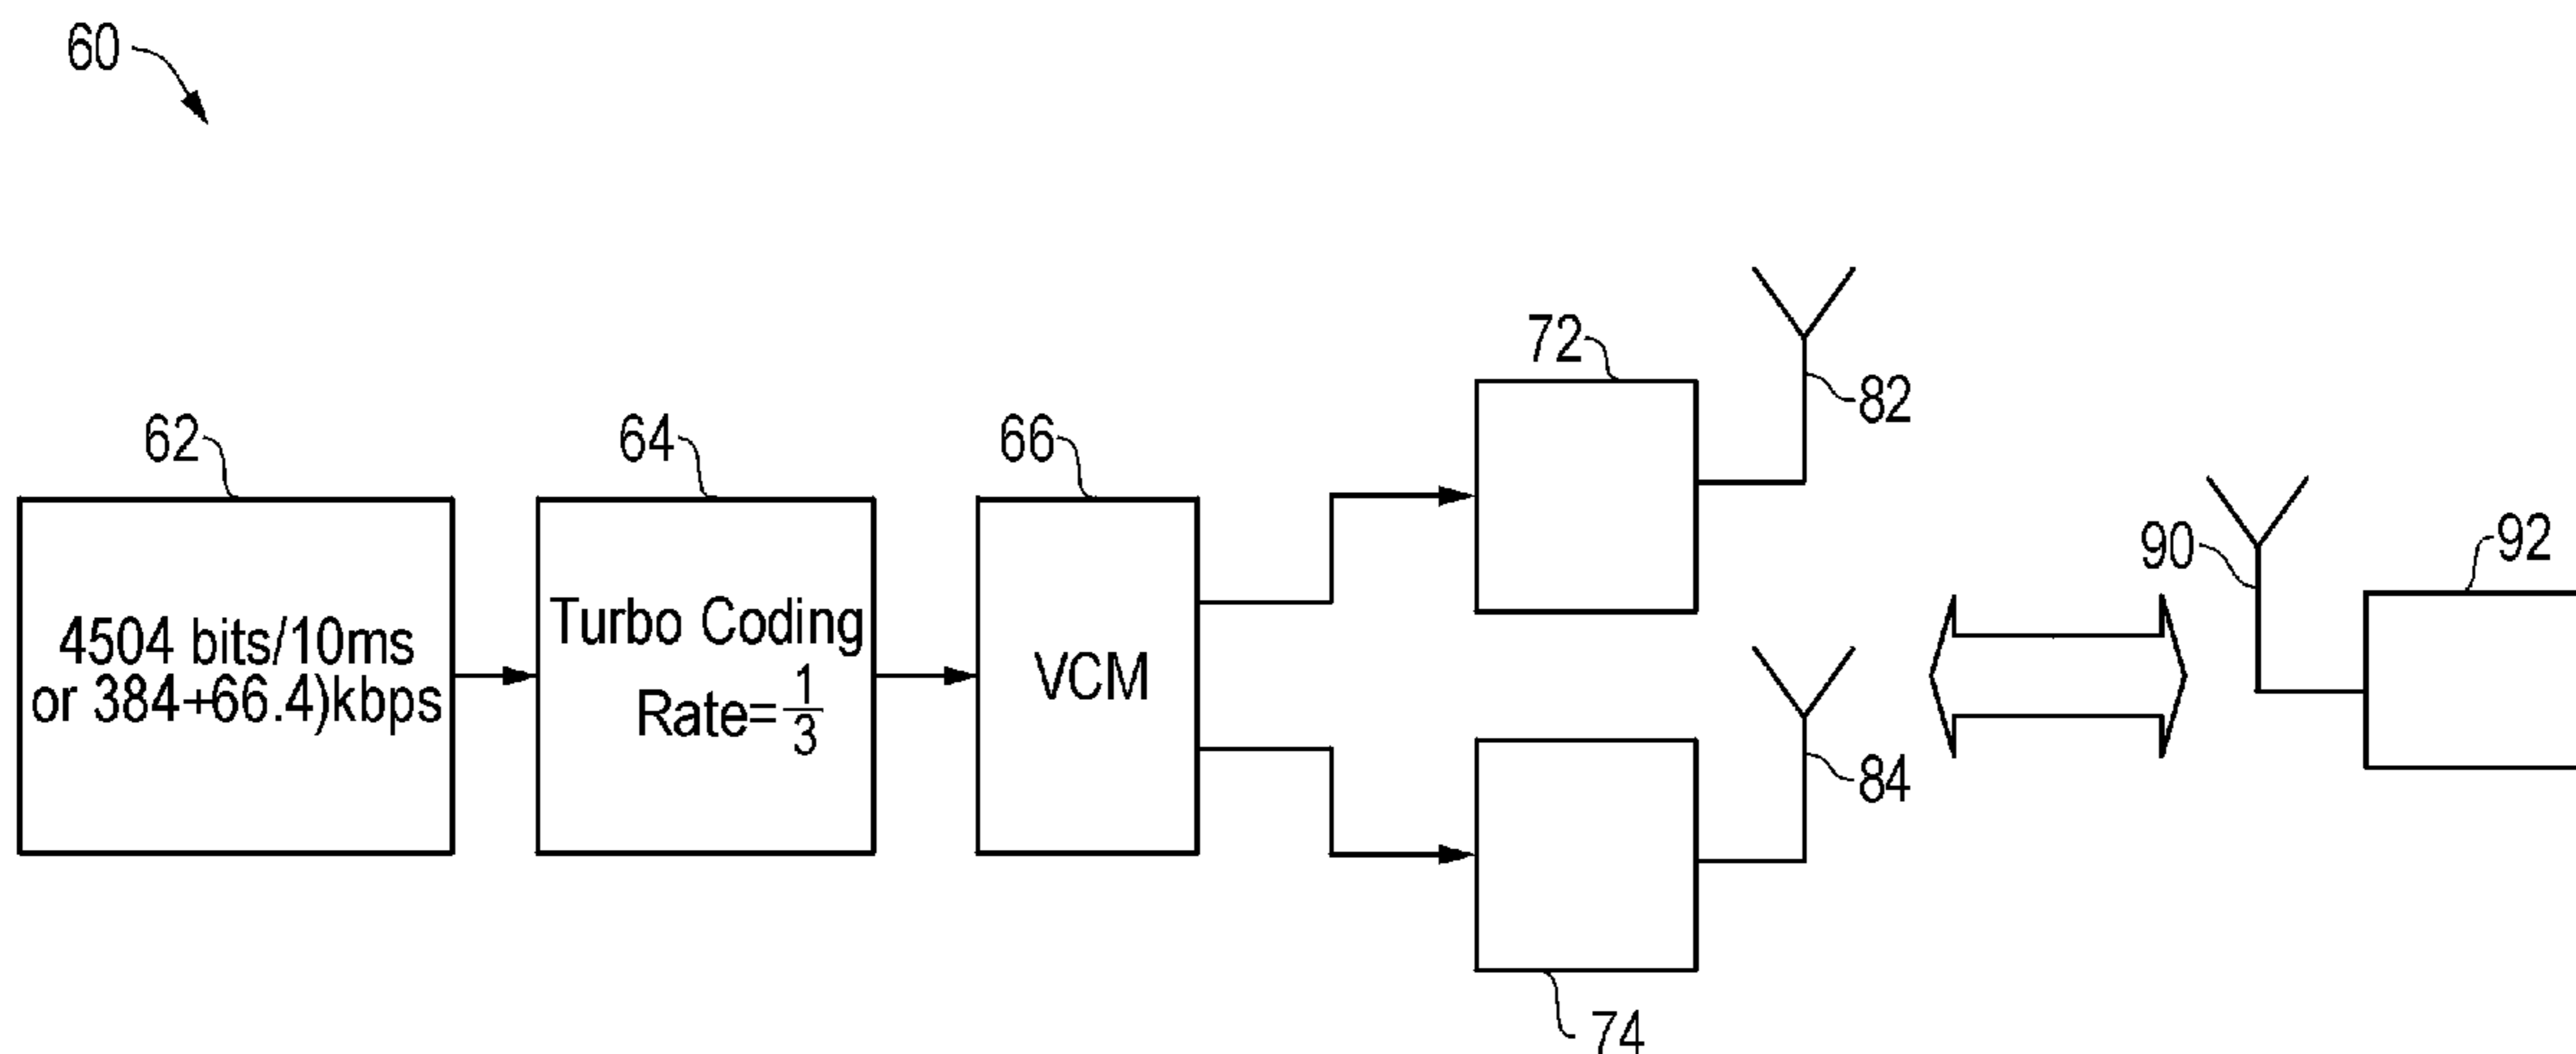 60
62
64
66
72
82
4504 bits/10ms
or 384+66.4)kbps
Turbo Coding
Rate=1/3
VCM
74
84
90
92